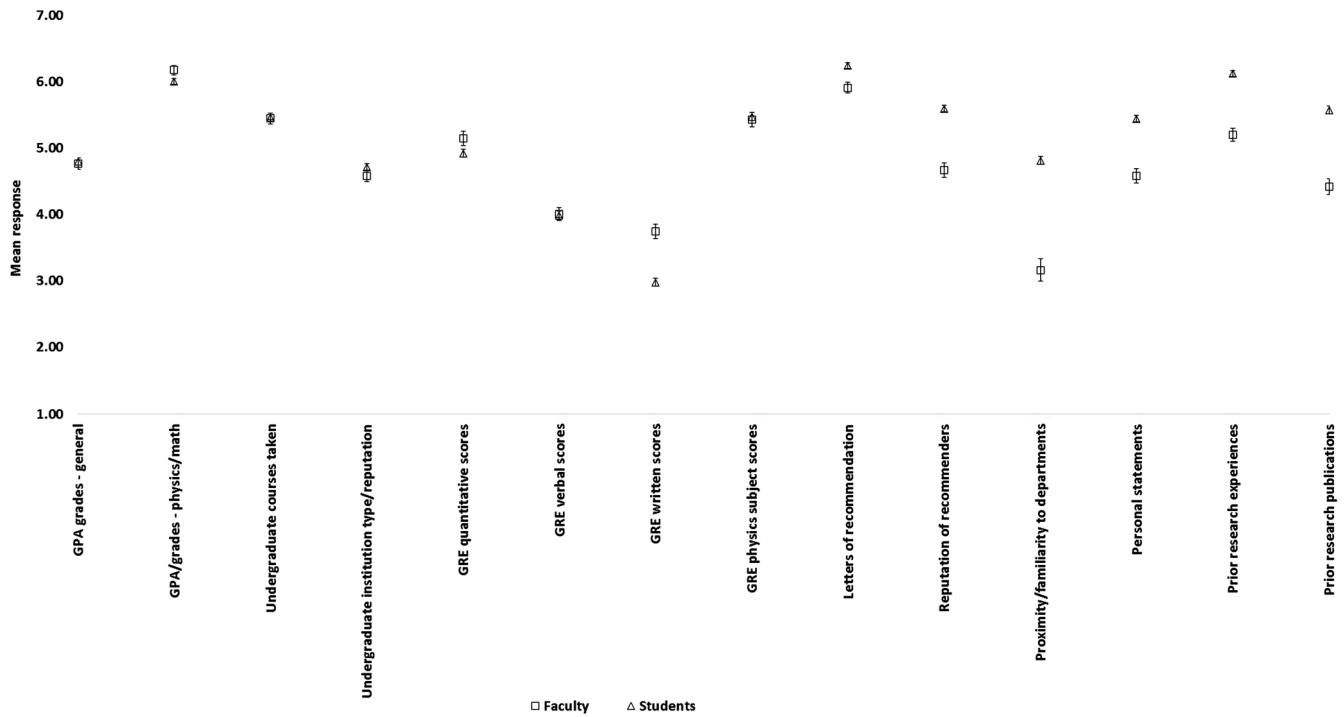 7.00
6.00
5.00
4.00
3.00
2.00
1.00
Mean response
GPA grades - general
GPA/grades - physics/math
Undergraduate courses taken
Undergraduate institution type/reputation
GRE quantitative scores
GRE verbal scores
GRE written scores
GRE physics subject scores
Letters of recommendation
Reputation of recommenders
Proximity/familiarity to departments
Personal statements
Prior research experiences
Prior research publications
Faculty
Students